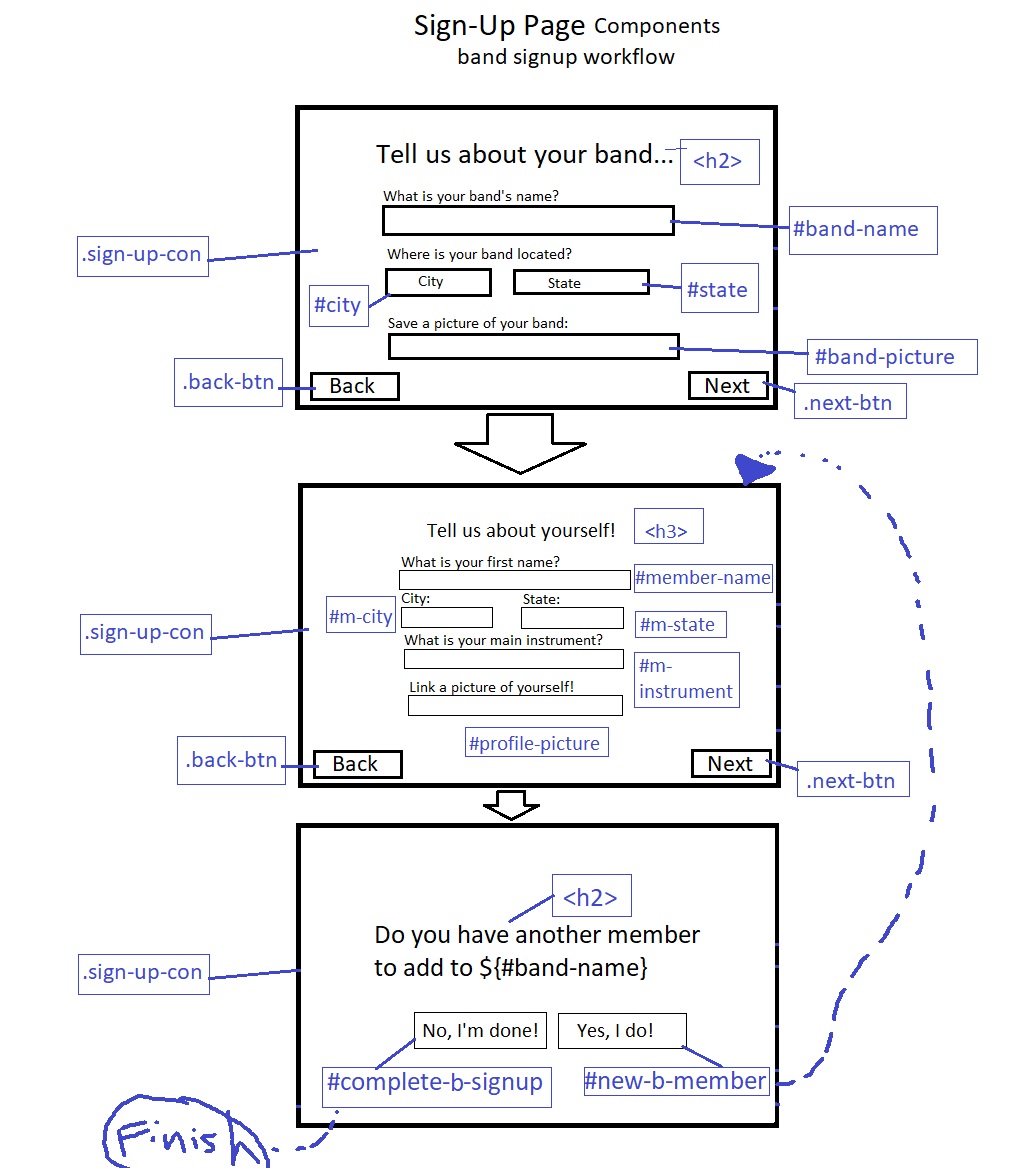 Sign-Up Page Components
band signup workflow
Tell us about your band...
<h2>
What is your band's name?
#band-name
.sign-up-con
Where is your band located?
City
State
#city
#state
Save a picture of your band:
#band-picture
.back-btn
Back
Next
.next-btn
Tell us about yourself!
<h3>
What is your first name?
#member-name
City:
State:
#m-city
#m-state
.sign-up-con
What is your main instrument?
#m-
instrument
Link a picture of yourself!
#profile-picture
.back-btn
Back
Next
.next-btn
<h2>
Do you have another member
to add to ${#band-name}
.sign-up-con
No, I'm done!
Yes, I do!
#complete-b-signup
#new-b-member
Finish